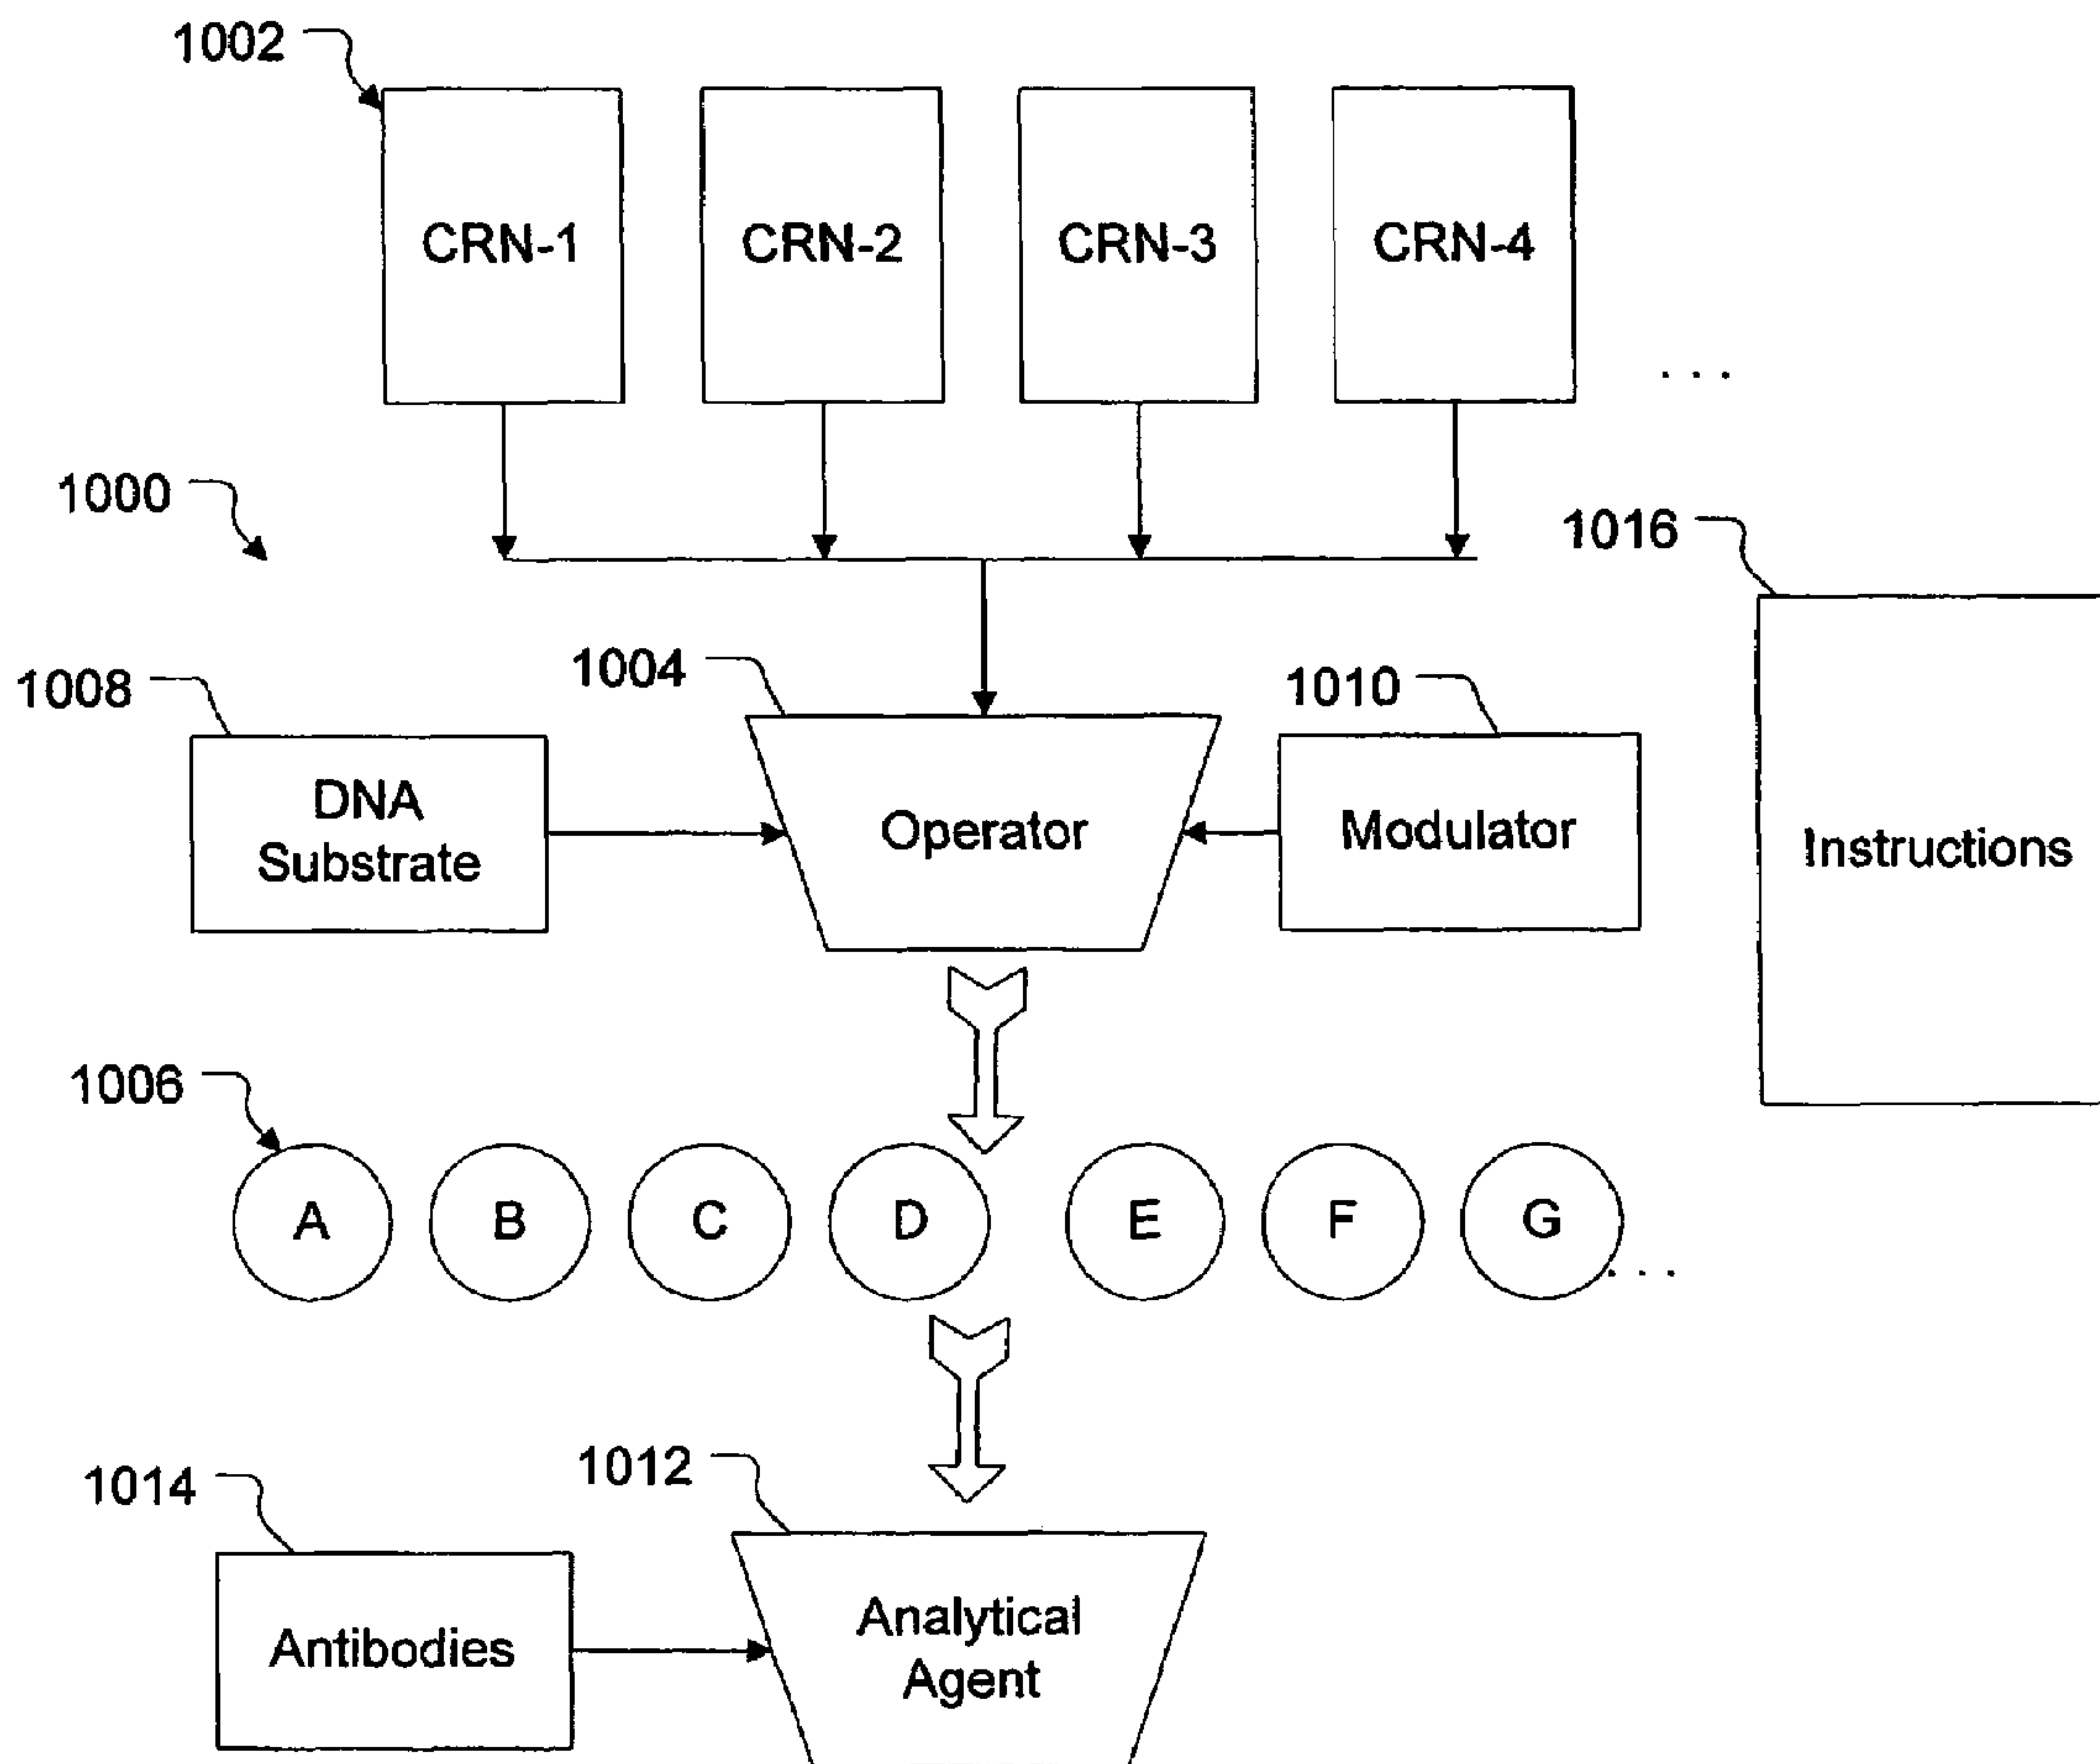 1002
CRN-1
CRN-2
CRN-3
CRN-4
. . .
1000
1016
1004
1008
1010
DNA
Substrate
Operator
Modulator
Instructions
1006
A
B
C
D
E
F
G
. . .
1012
1014
Antibodies
Analytical
Agent